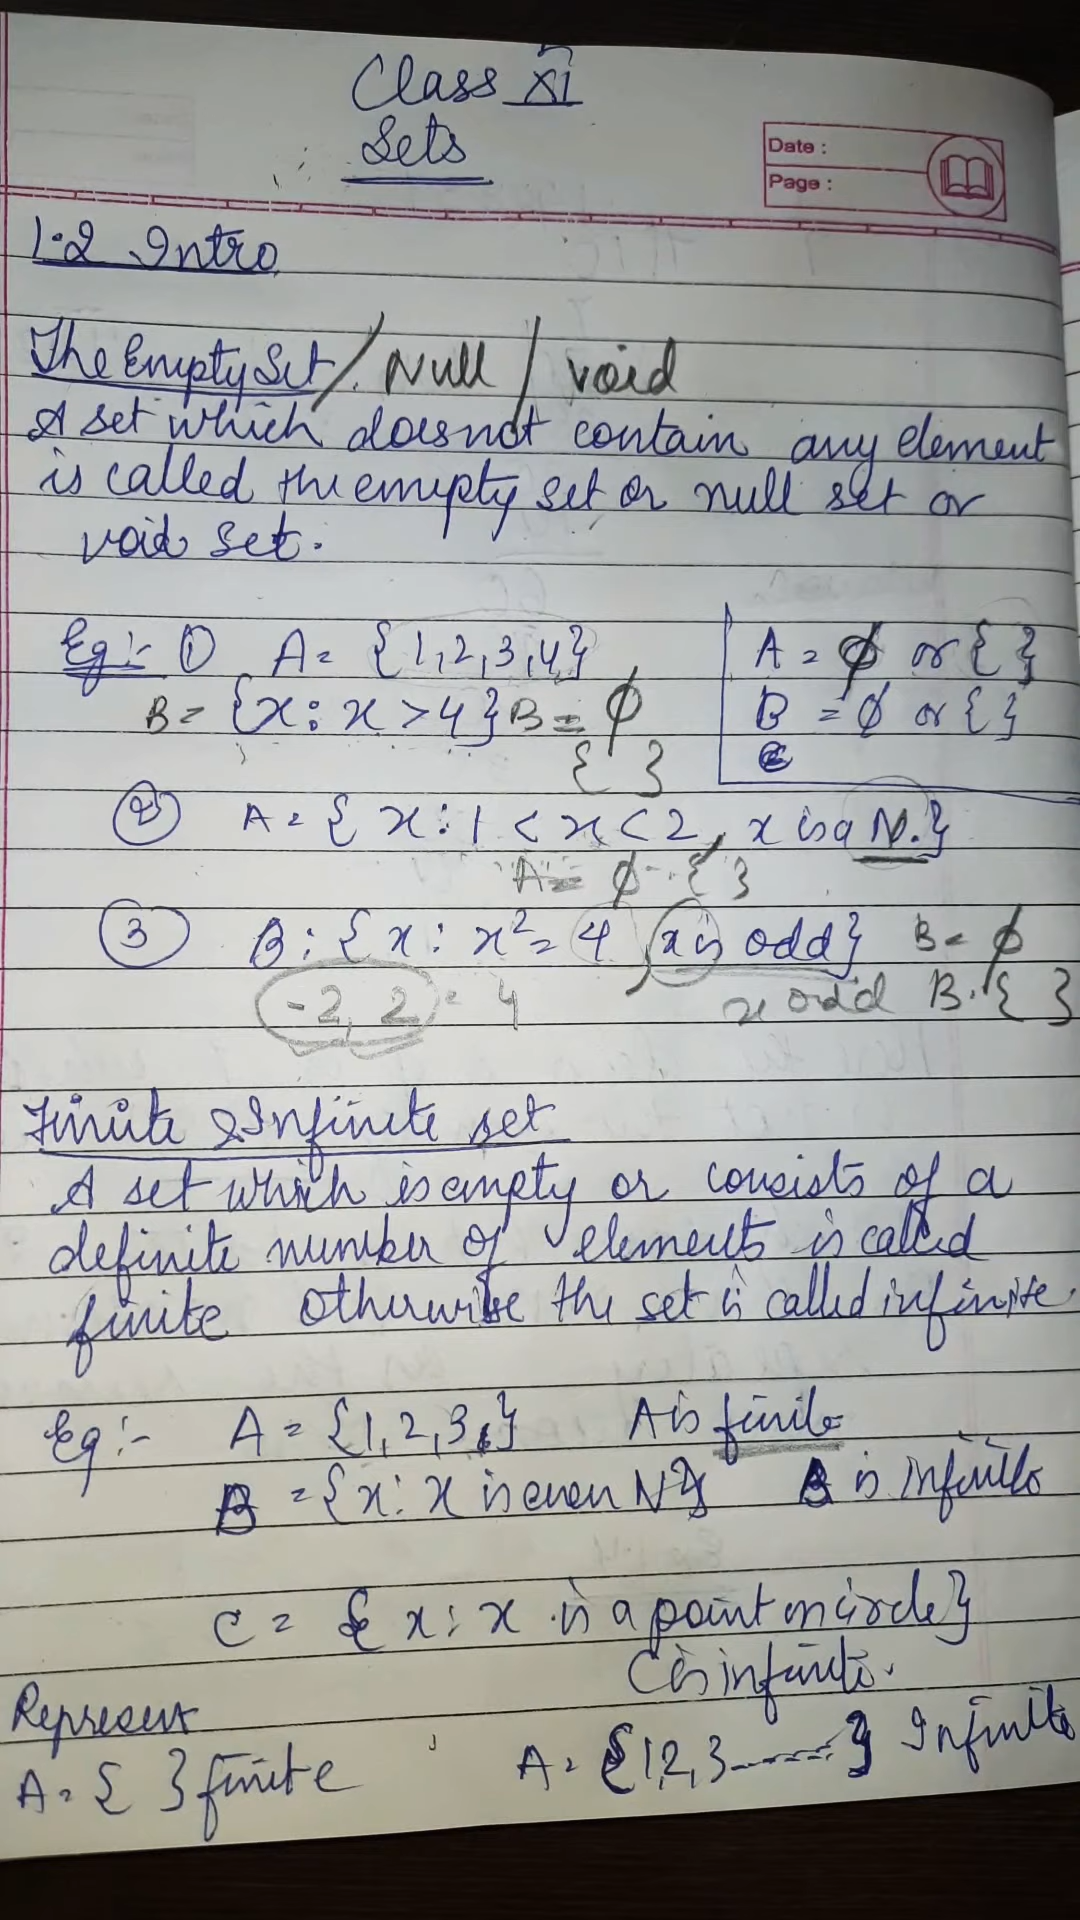 Class XI
Sets
Date :
Page :
1.2 Intro
The Empty Set / Null / void
A set which does not contain any element
is called the empty set or null set or
void set.
Eg:- ① A = {1,2,3,4}
B = {x : x > 4} B = ϕ
{ }
A = ϕ or { }
B = ϕ or { }
② A = { x : 1 < x < 2, x is a N.}
A = ϕ { }
③ B : { x : x² = 4, x is odd} B = ϕ
-2, 2 = 4 x odd B . { }
Finite & Infinite set
A set which is empty or consists of a
definite number of elements is called
finite otherwise the set is called infinite.
Eg :- A = {1,2,3,} A is finite
B = {x : x is even N} B is infinite
C = { x : x is a point on circle}
C is infinite.
Represent
A = { } finite A = {1,2,3------} Infinite